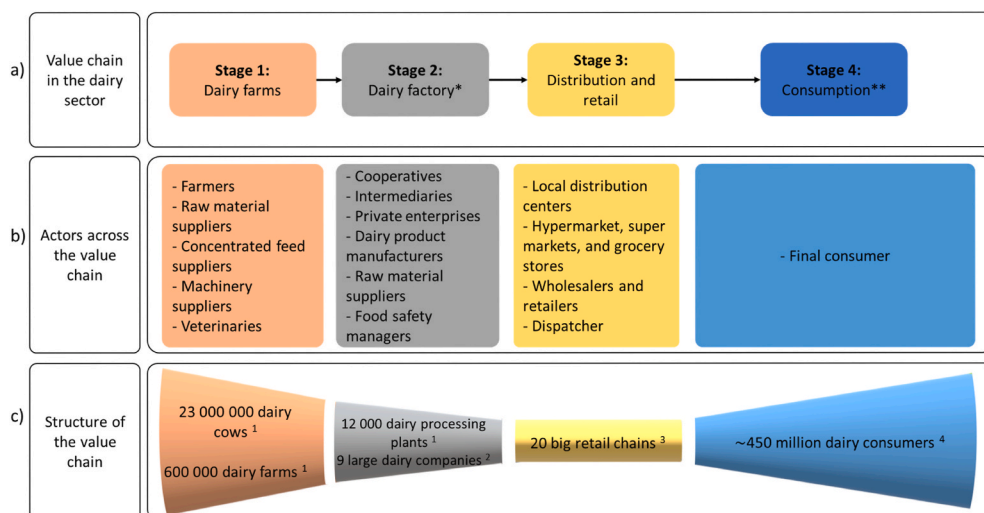 a)
Value chain
in the dairy
sector
Stage 1:
Dairy farms
Stage 2:
Dairy factory*
Stage 3:
Distribution and
retail
Stage 4:
Consumption**
b)
Actors across
the value
chain
- Farmers
- Raw material
suppliers
- Concentrated feed
suppliers
- Machinery
suppliers
- Veterinaries
- Cooperatives
- Intermediaries
- Private enterprises
- Dairy product
manufacturers
- Raw material
suppliers
- Food safety
managers
- Local distribution
centers
- Hypermarket, super
markets, and grocery
stores
- Wholesalers and
retailers
- Dispatcher
- Final consumer
c)
Structure of
the value
chain
23 000 000 dairy
cows ¹
600 000 dairy farms ¹
12 000 dairy processing
plants ¹
9 large dairy companies ²
20 big retail chains ³
~450 million dairy consumers ⁴